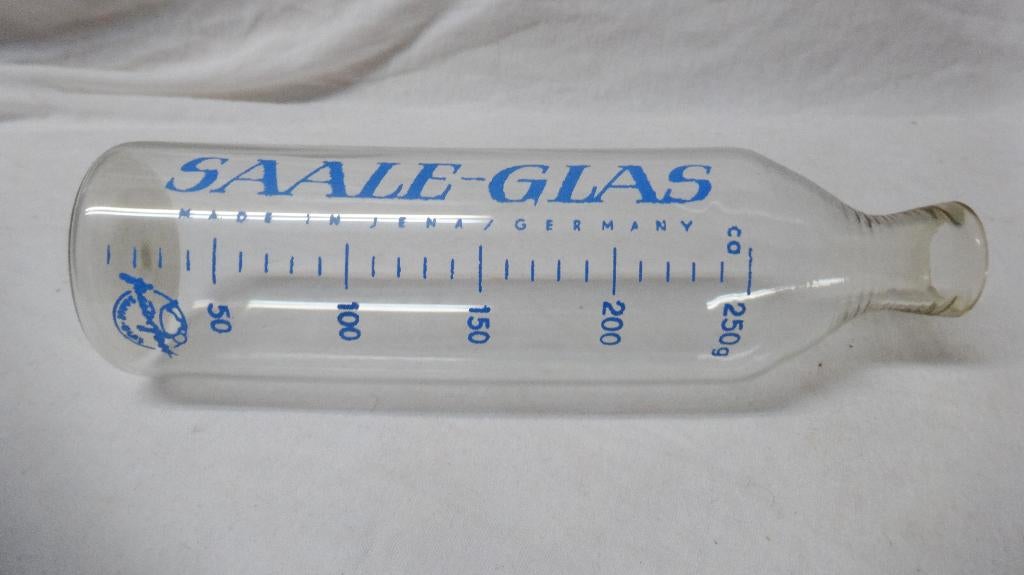 SAALE-GLAS
MADE IN JENA/GERMANY
ca
50
100
150
200
250g